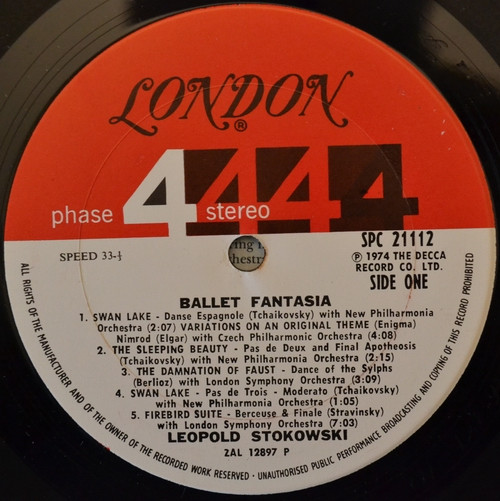 LONDON
®
4444
phase stereo
ing
hestr
SPEED 33-⅓
SPC 21112
℗ 1974 THE DECCA
RECORD CO. LTD.
SIDE ONE
BALLET FANTASIA
1. SWAN LAKE - Danse Espagnole (Tchaikovsky) with New Philharmonia
Orchestra (2:07) VARIATIONS ON AN ORIGINAL THEME (Enigma)
Nimrod (Elgar) with Czech Philharmonic Orchestra (4:08)
2. THE SLEEPING BEAUTY - Pas de Deux and Final Apotheosis
(Tchaikovsky) with New Philharmonia Orchestra (2:15)
3. THE DAMNATION OF FAUST - Dance of the Sylphs
(Berlioz) with London Symphony Orchestra (3:09)
4. SWAN LAKE - Pas de Trois - Moderato (Tchaikovsky)
with New Philharmonia Orchestra (1:05)
5. FIREBIRD SUITE - Berceuse & Finale (Stravinsky)
with London Symphony Orchestra (7:03)
LEOPOLD STOKOWSKI
ZAL 12897 P
ALL RIGHTS OF THE MANUFACTURER AND OF THE OWNER OF THE RECORDED WORK RESERVED · UNAUTHORISED PUBLIC PERFORMANCE BROADCASTING AND COPYING OF THIS RECORD PROHIBITED